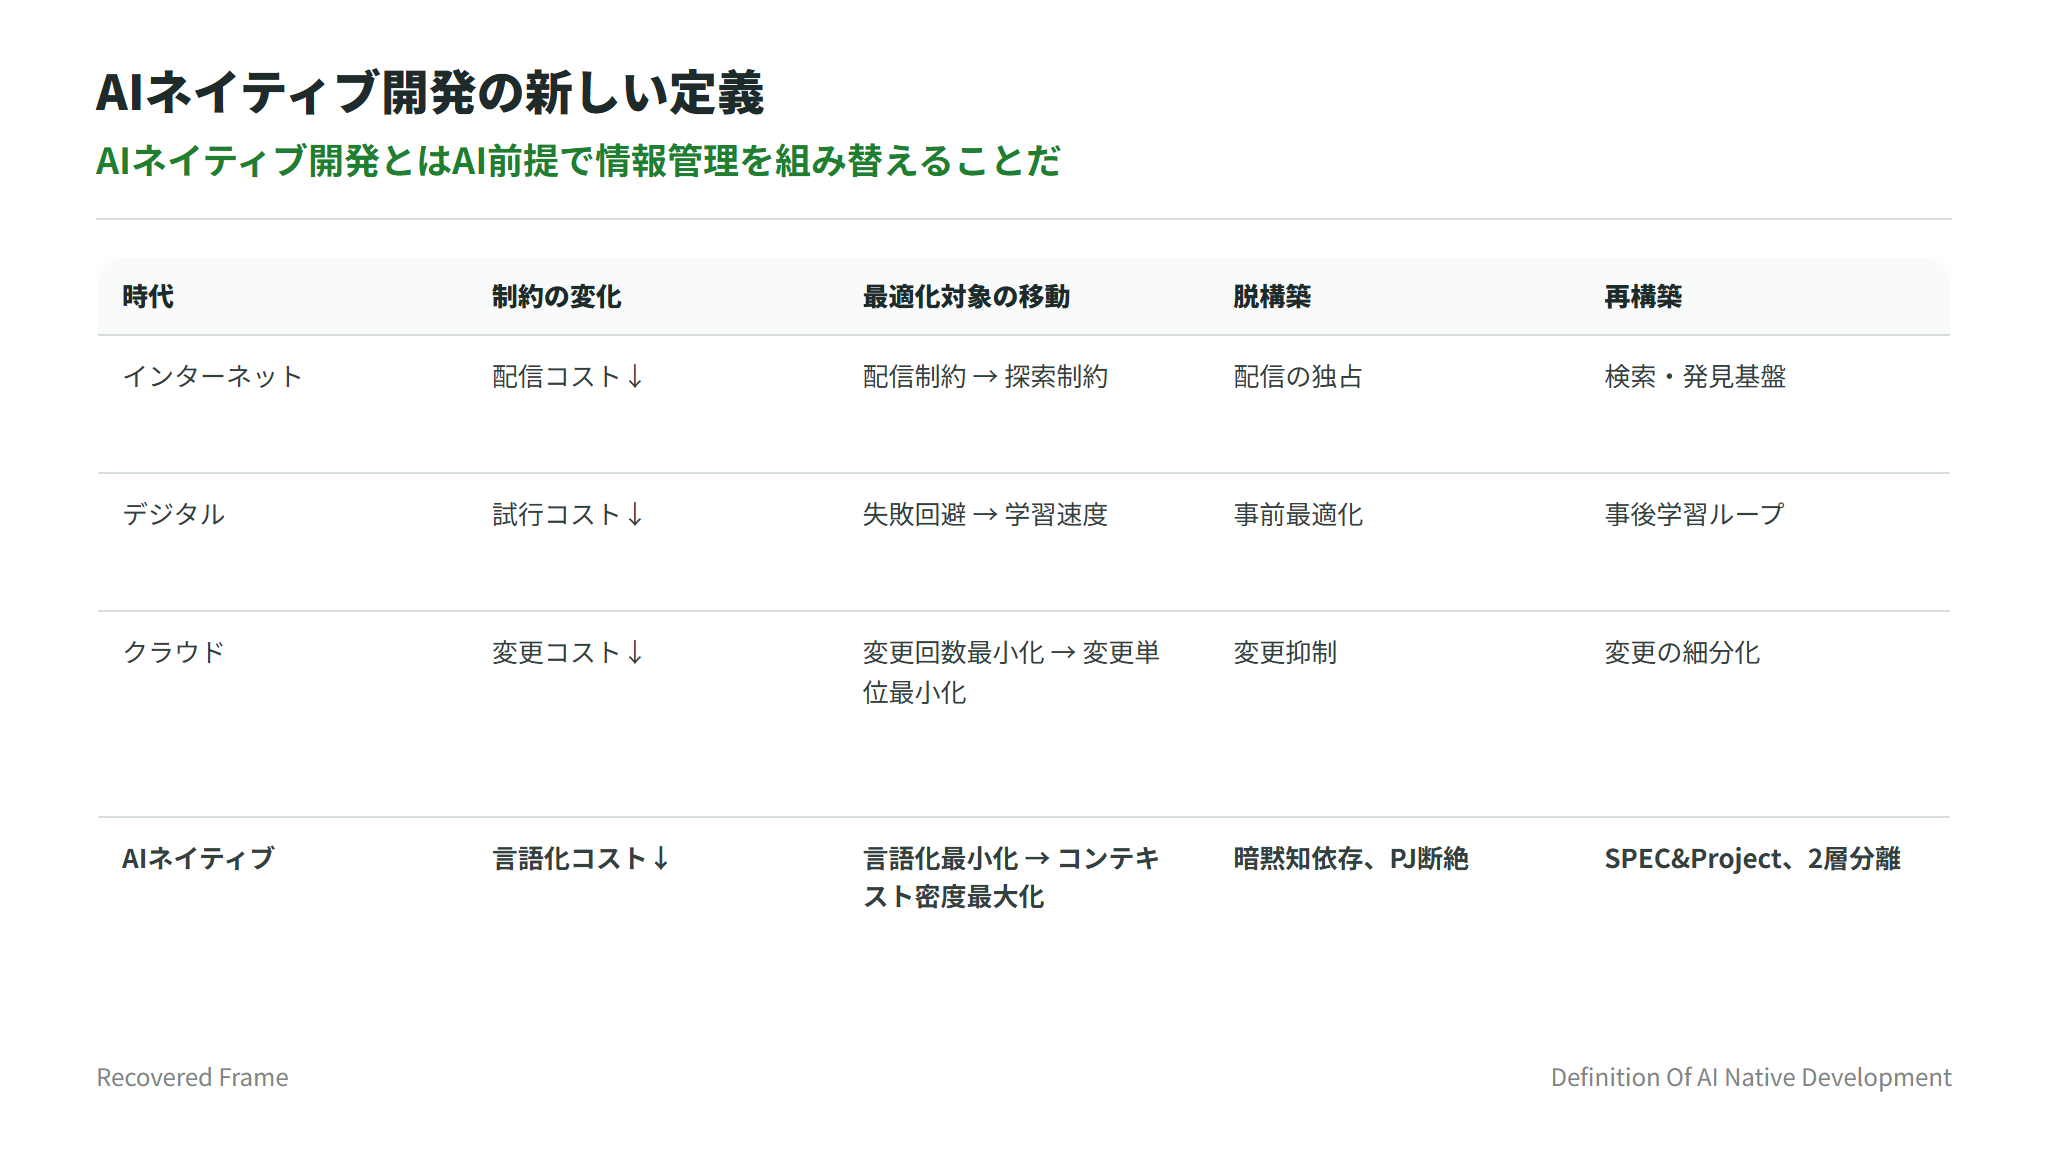 AIネイティブ開発の新しい定義
AIネイティブ開発とはAI前提で情報管理を組み替えることだ
時代 制約の変化 最適化対象の移動 脱構築 再構築
インターネット 配信コスト↓ 配信制約 → 探索制約 配信の独占 検索・発見基盤
デジタル 試行コスト↓ 失敗回避 → 学習速度 事前最適化 事後学習ループ
クラウド 変更コスト↓ 変更回数最小化 → 変更単 変更抑制 変更の細分化
位最小化
AIネイティブ 言語化コスト↓ 言語化最小化 → コンテキ 暗黙知依存、PJ断絶 SPEC&Project、2層分離
スト密度最大化
Recovered Frame Definition Of AI Native Development